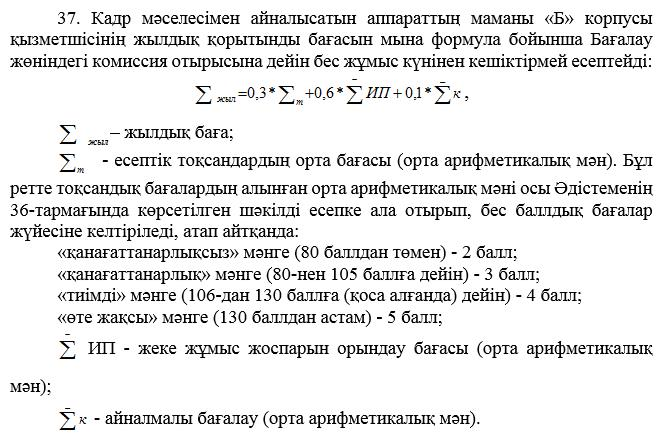 37. Кадр мәселесімен айналысатын аппараттың маманы «Б» корпусы
қызметшісінің жылдық қорытынды бағасын мына формула бойынша Бағалау
жөніндегі комиссия отырысына дейін бес жұмыс күнінен кешіктірмей есептейді:
∑ жыл =0,3*∑ т +0,6*∑̄ ИП + 0,1*∑̄ к ,
∑ жыл – жылдық баға;
∑ т - есептік тоқсандардың орта бағасы (орта арифметикалық мән). Бұл
ретте тоқсандық бағалардың алынған орта арифметикалық мәні осы Әдістеменің
36-тармағында көрсетілген шәкілді есепке ала отырып, бес баллдық бағалар
жүйесіне келтіріледі, атап айтқанда:
«қанағаттанарлықсыз» мәнге (80 баллдан төмен) - 2 балл;
«қанағаттанарлық» мәнге (80-нен 105 баллға дейін) - 3 балл;
«тиімді» мәнге (106-дан 130 баллға (қоса алғанда) дейін) - 4 балл;
«өте жақсы» мәнге (130 баллдан астам) - 5 балл;
∑̄ ИП - жеке жұмыс жоспарын орындау бағасы (орта арифметикалық
мән);
∑̄ к - айналмалы бағалау (орта арифметикалық мән).